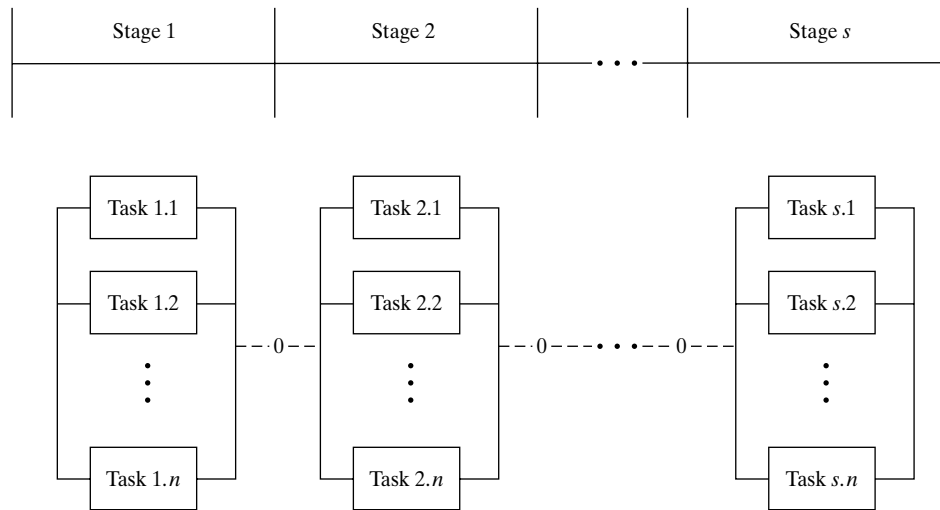 Stage 1 Stage 2 Stage s
Task 1.1 Task 2.1 Task s.1
Task 1.2 Task 2.2 Task s.2
0 0 0
Task 1.n Task 2.n Task s.n